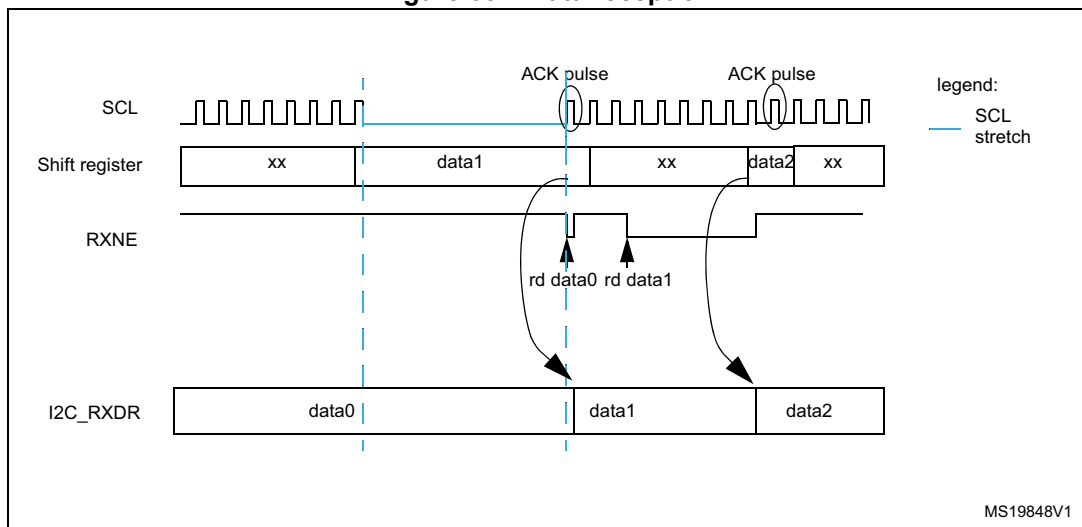 ACK pulse ACK pulse
legend:
SCL
SCL
stretch
Shift register xx data1 xx data2 xx
RXNE
rd data0 rd data1
I2C_RXDR data0 data1 data2
MS19848V1